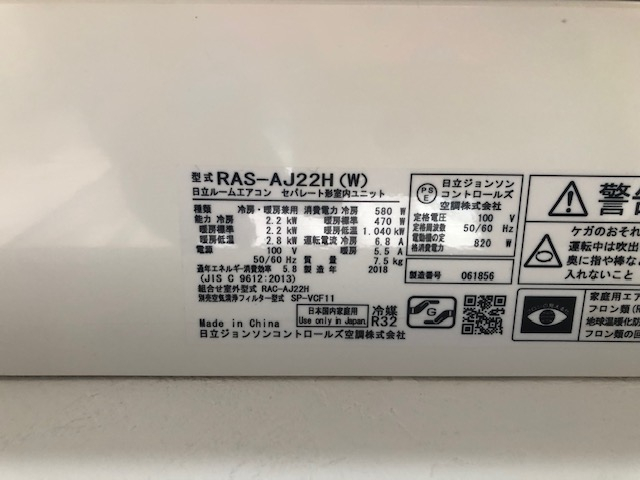 型式 RAS-AJ22H (W)
日立ルームエアコン セパレート形室内ユニット
種類 冷房・暖房兼用 消費電力 冷房 580 W
能力 冷房 2.2 kW 暖房標準 470 W
暖房標準 2.2 kW 暖房低温 1,040 kW
暖房低温 2.8 kW 運転電流 冷房 6.8 A
電源 100 V 暖房 5.5 A
50/60 Hz 質量 7.5 kg
通年エネルギー消費効率 5.8 製造年 2018
(JIS C 9612:2013)
組合せ室外型式 RAC-AJ22H
別売空気清浄フィルター型式 SP-VCF11
Made in China
日本国内家庭用
Use only in Japan
冷媒
R32
日立ジョンソンコントロールズ空調株式会社
PS
E
日立ジョンソン
コントロールズ
空調株式会社
定格電圧 100 V
定格周波数 50/60 Hz
電動機の定格消費電力 820 W
製造番号 061856
G
警
ケガのおそれ
運転中は吹出
奥に指や棒など
入れないこと
家庭用エア
フロン類(R
地球温暖化防
フロン類の回